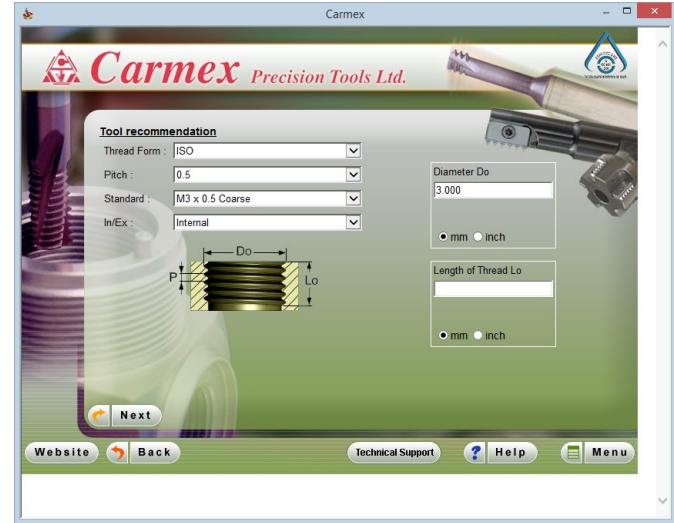 Carmex
Carmex Precision Tools Ltd.
Tool recommendation
Thread Form : ISO
Pitch : 0.5
Standard : M3 x 0.5 Coarse
In/Ex : Internal
Diameter Do
3.000
mm inch
Do
P
Lo
Length of Thread Lo
mm inch
Next
Website
Back
Technical Support
? Help
Menu